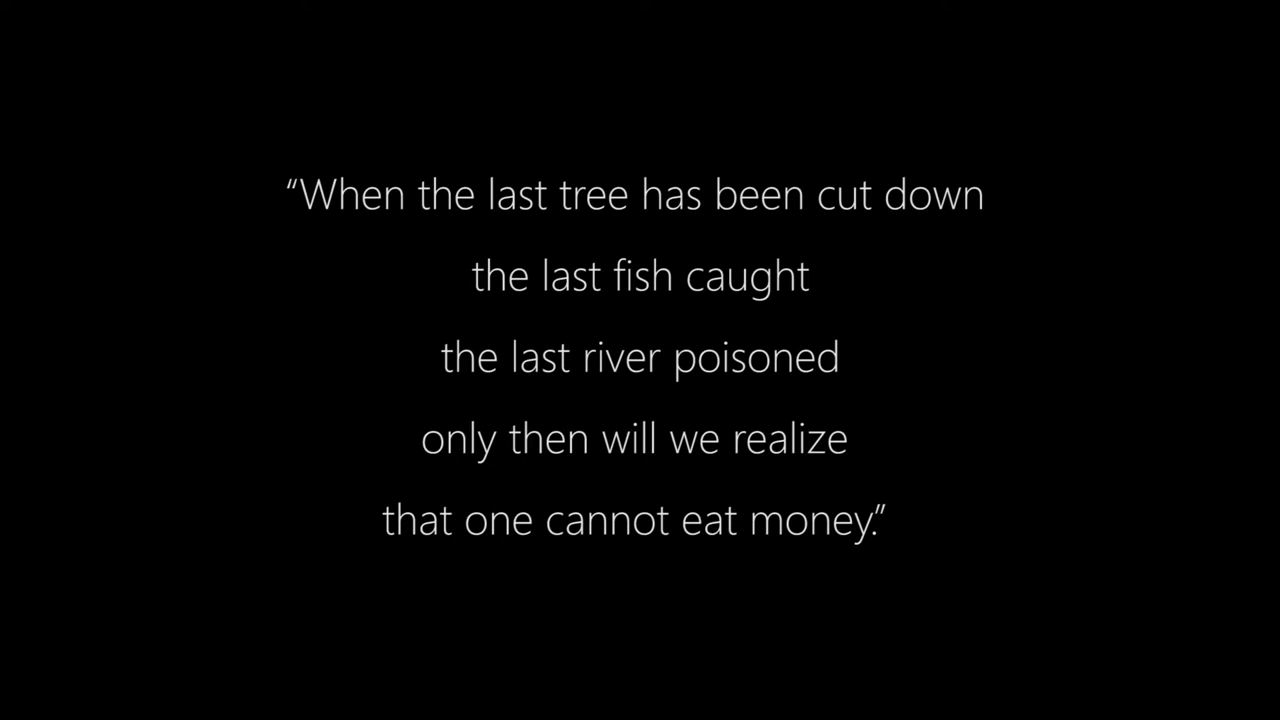 “When the last tree has been cut down
the last fish caught
the last river poisoned
only then will we realize
that one cannot eat money.”